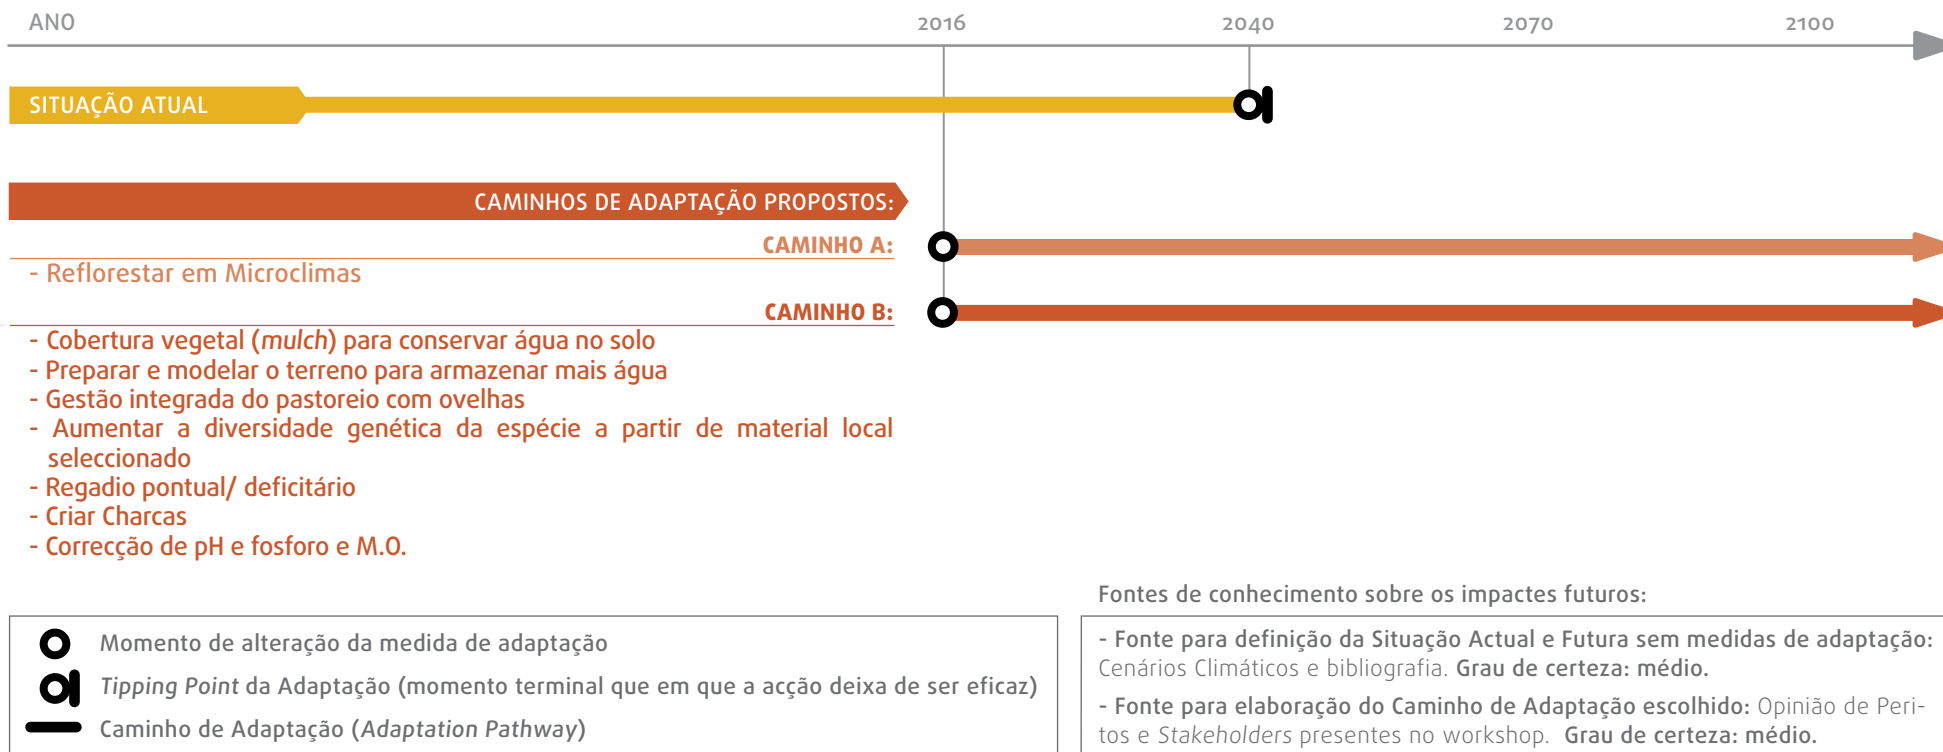 ANO 2016 2040 2070 2100
SITUAÇÃO ATUAL
CAMINHOS DE ADAPTAÇÃO PROPOSTOS:
CAMINHO A:
- Reflorestar em Microclimas
CAMINHO B:
- Cobertura vegetal (mulch) para conservar água no solo
- Preparar e modelar o terreno para armazenar mais água
- Gestão integrada do pastoreio com ovelhas
- Aumentar a diversidade genética da espécie a partir de material local
seleccionado
- Regadio pontual/ deficitário
- Criar Charcas
- Correcção de pH e fosforo e M.O.
Momento de alteração da medida de adaptação
Tipping Point da Adaptação (momento terminal que em que a acção deixa de ser eficaz)
Caminho de Adaptação (Adaptation Pathway)
Fontes de conhecimento sobre os impactes futuros:
- Fonte para definição da Situação Actual e Futura sem medidas de adaptação:
Cenários Climáticos e bibliografia. Grau de certeza: médio.
- Fonte para elaboração do Caminho de Adaptação escolhido: Opinião de Peri-
tos e Stakeholders presentes no workshop. Grau de certeza: médio.